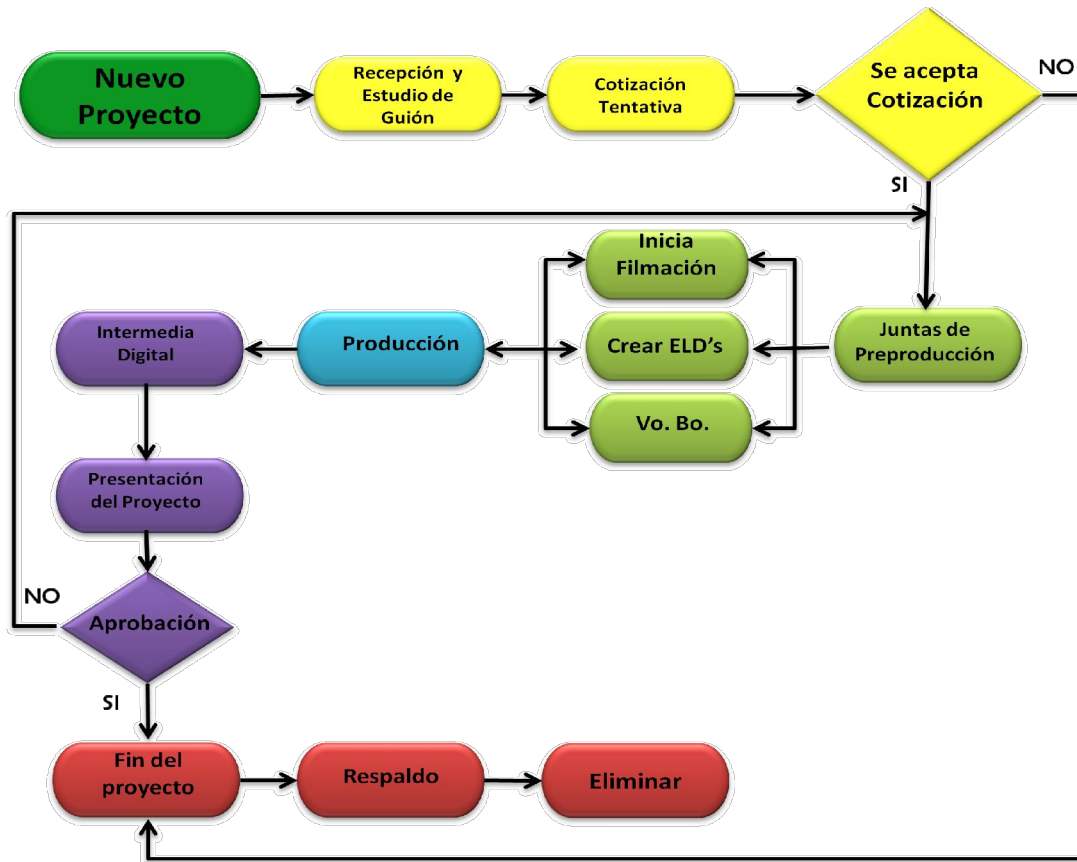 Nuevo
Proyecto
Recepción y
Estudio de
Guión
Cotización
Tentativa
Se acepta
Cotización
NO
SI
Inicia
Filmación
Juntas de
Preproducción
Crear ELD’s
Vo. Bo.
Producción
Intermedia
Digital
Presentación
del Proyecto
NO
Aprobación
SI
Fin del
proyecto
Respaldo
Eliminar